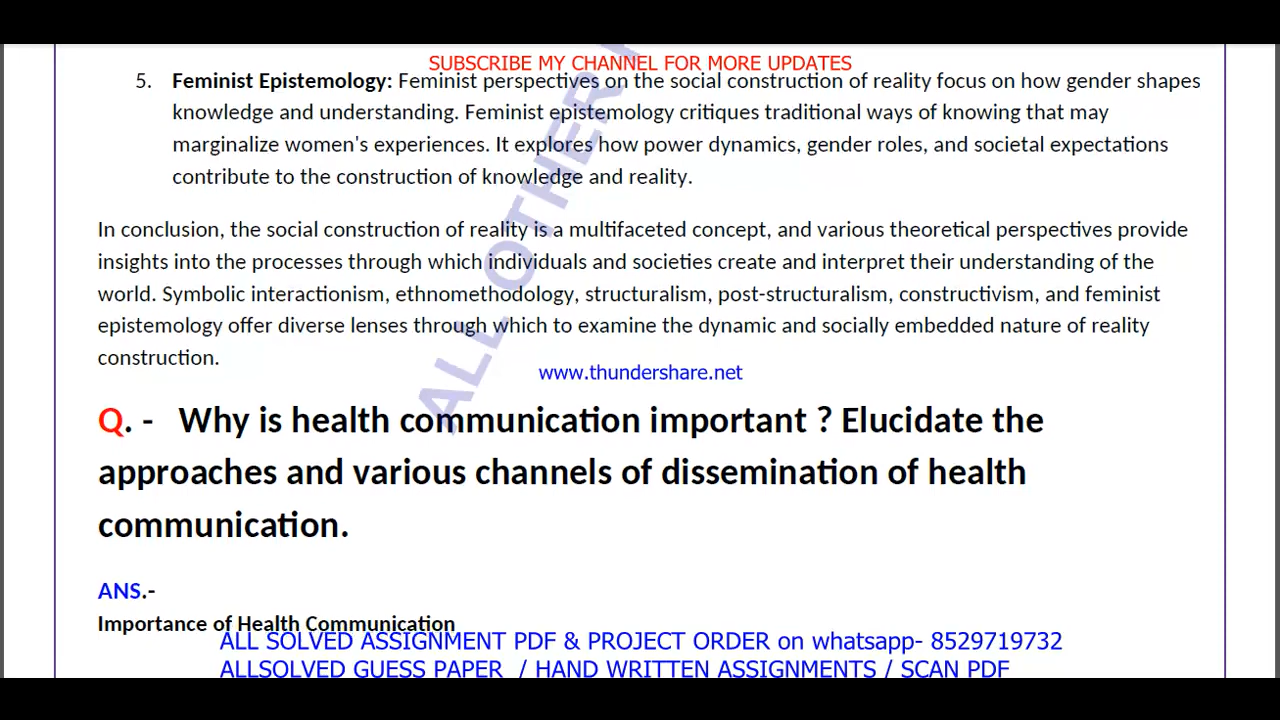 SUBSCRIBE MY CHANNEL FOR MORE UPDATES
5. Feminist Epistemology: Feminist perspectives on the social construction of reality focus on how gender shapes
knowledge and understanding. Feminist epistemology critiques traditional ways of knowing that may
marginalize women's experiences. It explores how power dynamics, gender roles, and societal expectations
contribute to the construction of knowledge and reality.
In conclusion, the social construction of reality is a multifaceted concept, and various theoretical perspectives provide
insights into the processes through which individuals and societies create and interpret their understanding of the
world. Symbolic interactionism, ethnomethodology, structuralism, post-structuralism, constructivism, and feminist
epistemology offer diverse lenses through which to examine the dynamic and socially embedded nature of reality
construction.
ALL OTHER
www.thundershare.net
Q. - Why is health communication important ? Elucidate the
approaches and various channels of dissemination of health
communication.
ANS.-
Importance of Health Communication
ALL SOLVED ASSIGNMENT PDF & PROJECT ORDER on whatsapp- 8529719732
ALLSOLVED GUESS PAPER / HAND WRITTEN ASSIGNMENTS / SCAN PDF